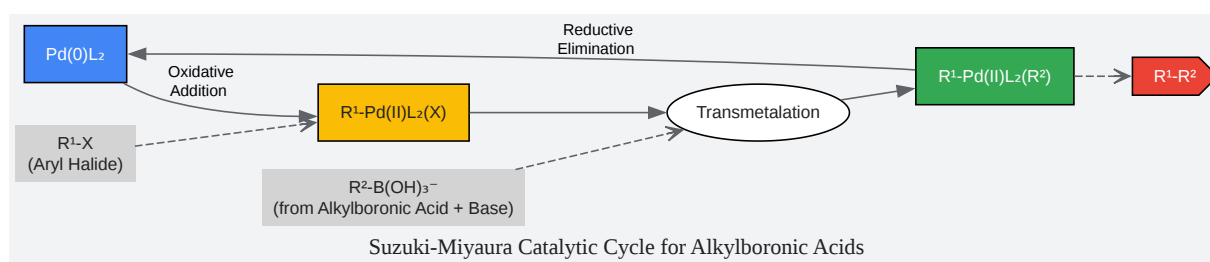 Reductive
Elimination
Pd(0)L₂
Oxidative
Addition
R¹-Pd(II)L₂(R²)
R¹-R²
R¹-Pd(II)L₂(X)
Transmetalation
R¹-X
(Aryl Halide)
R²-B(OH)₃⁻
(from Alkylboronic Acid + Base)
Suzuki-Miyaura Catalytic Cycle for Alkylboronic Acids